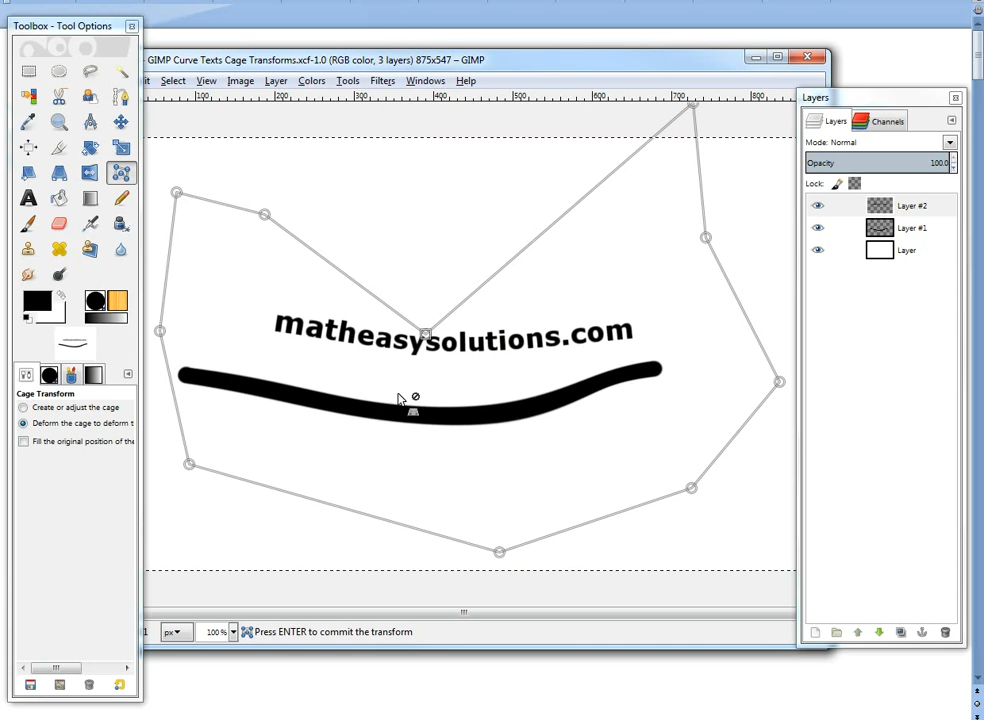 Toolbox - Tool Options
GIMP Curve Texts Cage Transforms.xcf-1.0 (RGB color, 3 layers) 875x547 – GIMP
it Select View Image Layer Colors Tools Filters Windows Help
100 200 300 400 500 600 700 800
Layers
Layers Channels
Mode: Normal
Opacity 100.0
Lock:
Layer #2
Layer #1
Layer
matheasysolutions.com
Cage Transform
Create or adjust the cage
Deform the cage to deform t
Fill the original position of the
1 px 100 % Press ENTER to commit the transform